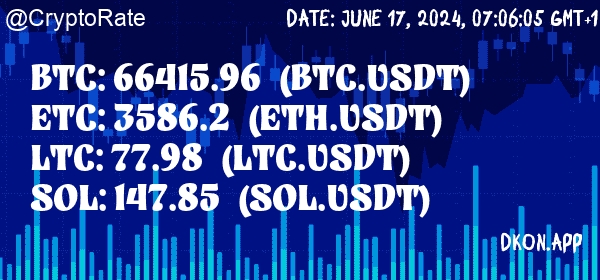 @CryptoRate
DATE: JUNE 17, 2024, 07:06:05 GMT+1
BTC: 66415.96 (BTC.USDT)
ETC: 3586.2 (ETH.USDT)
LTC: 77.98 (LTC.USDT)
SOL: 147.85 (SOL.USDT)
DKON.APP